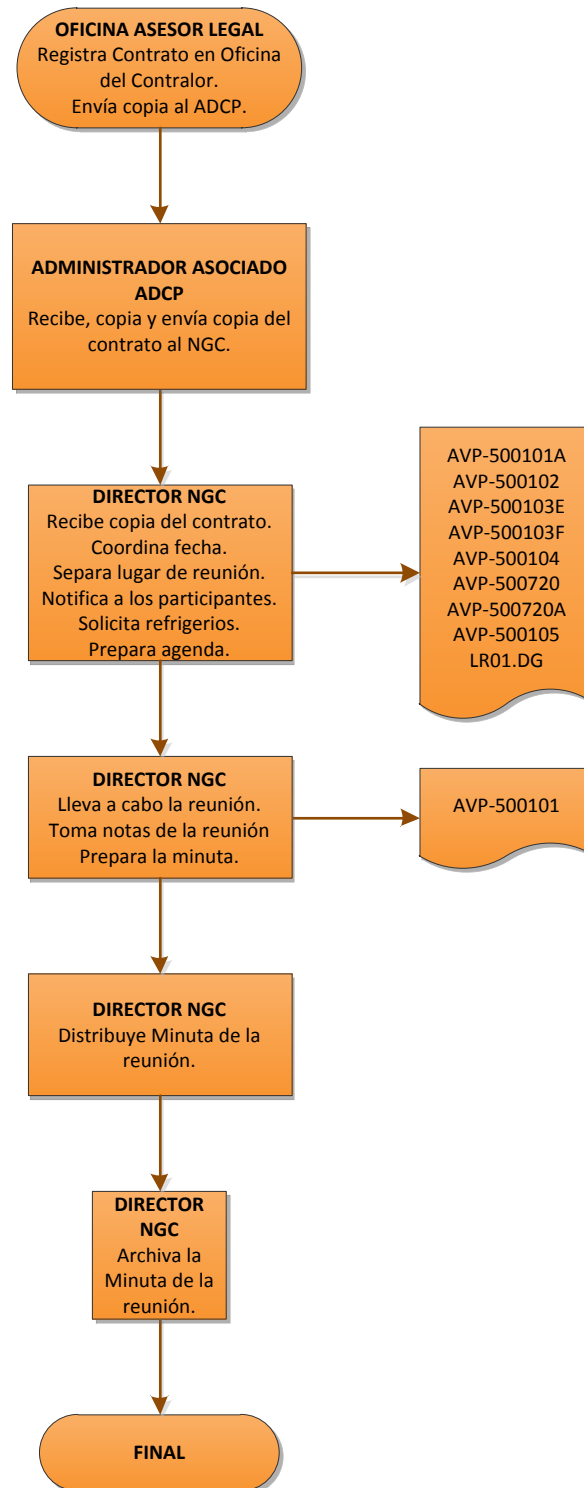 OFICINA ASESOR LEGAL
Registra Contrato en Oficina
del Contralor.
Envía copia al ADCP.
ADMINISTRADOR ASOCIADO
ADCP
Recibe, copia y envía copia del
contrato al NGC.
DIRECTOR NGC
Recibe copia del contrato.
Coordina fecha.
Separa lugar de reunión.
Notifica a los participantes.
Solicita refrigerios.
Prepara agenda.
AVP-500101A
AVP-500102
AVP-500103E
AVP-500103F
AVP-500104
AVP-500720
AVP-500720A
AVP-500105
LR01.DG
DIRECTOR NGC
Lleva a cabo la reunión.
Toma notas de la reunión
Prepara la minuta.
AVP-500101
DIRECTOR NGC
Distribuye Minuta de la
reunión.
DIRECTOR
NGC
Archiva la
Minuta de la
reunión.
FINAL